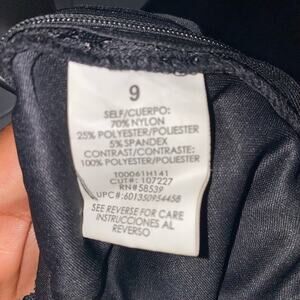 9
SELF/CUERPO:
70% NYLON
25% POLYESTER/POLIESTER
5% SPANDEX
CONTRAST/CONTRASTE:
100% POLYESTER/POLIESTER
T00061H141
CUT#: 107227
RN#58539
UPC#:601350954458
SEE REVERSE FOR CARE
INSTRUCCIONES AL
REVERSO